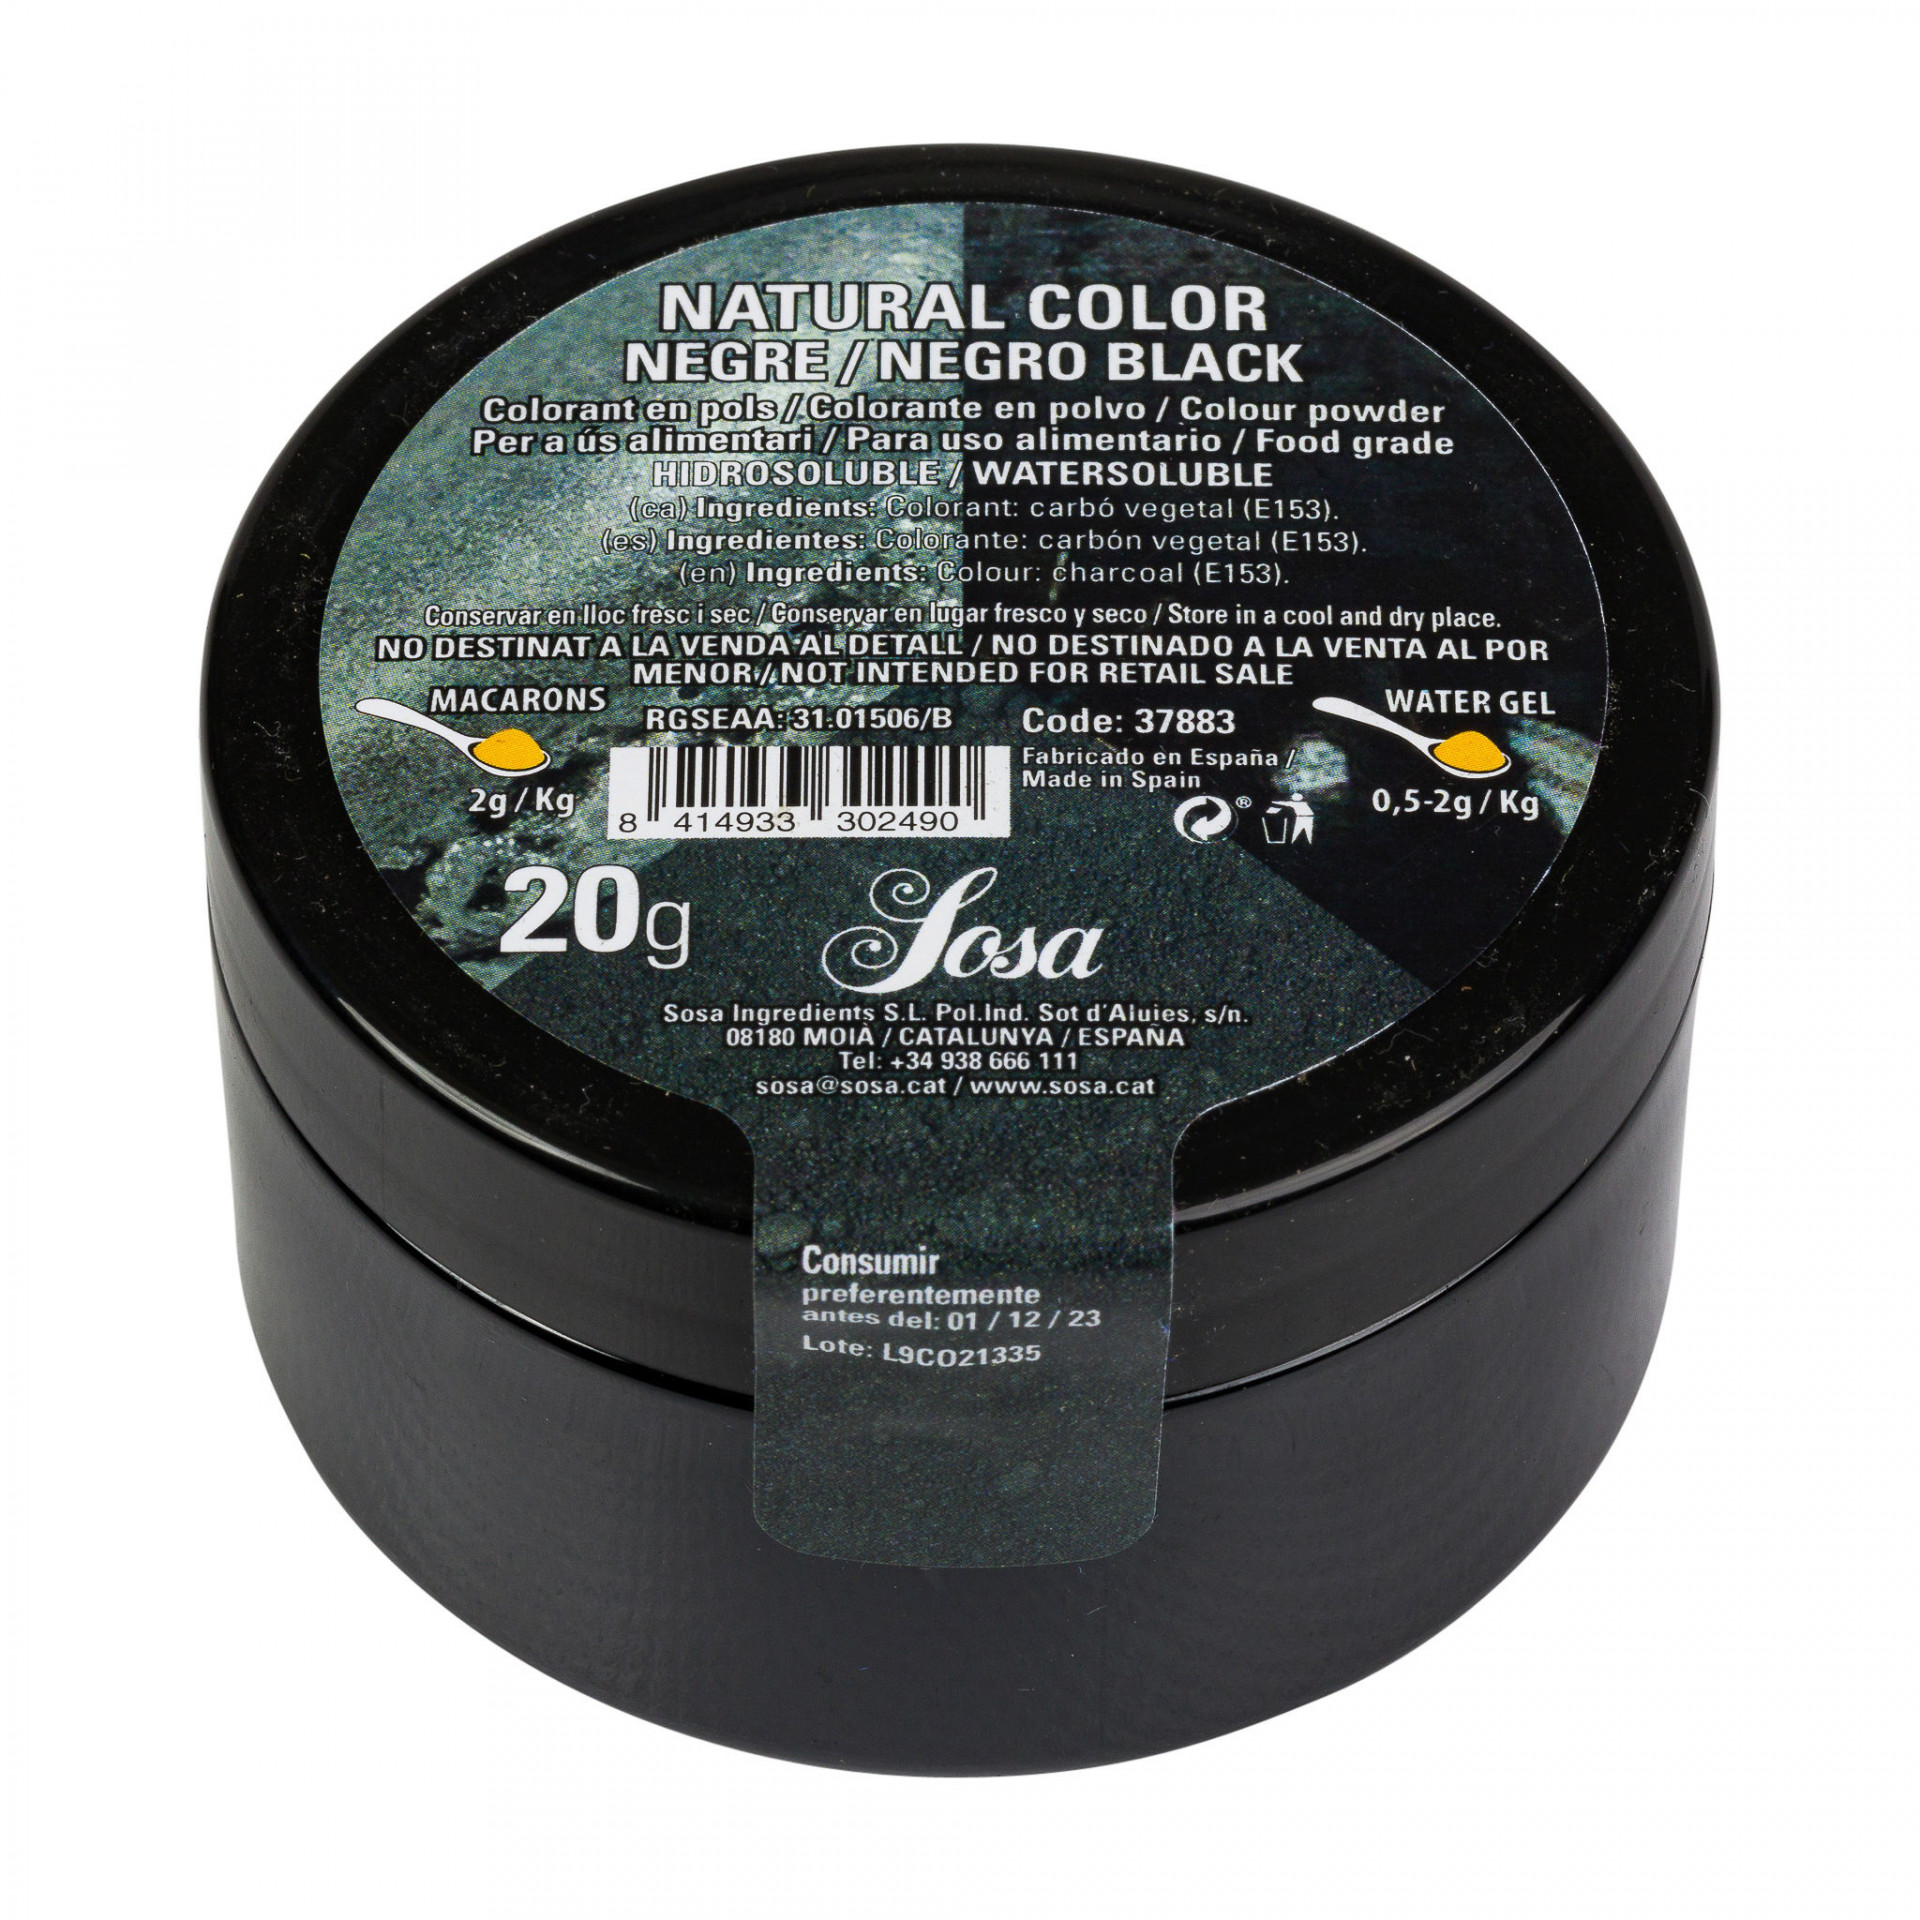 NATURAL COLOR
NEGRE / NEGRO BLACK
Colorant en pols / Colorante en polvo / Colour powder
Per a ús alimentari / Para uso alimentario / Food grade
HIDROSOLUBLE / WATERSOLUBLE
(ca) Ingredients: Colorant: carbó vegetal (E153).
(es) Ingredientes: Colorante: carbón vegetal (E153).
(en) Ingredients: Colour: charcoal (E153).
Conservar en lloc fresc i sec / Conservar en lugar fresco y seco / Store in a cool and dry place.
NO DESTINAT A LA VENDA AL DETALL / NO DESTINADO A LA VENTA AL POR
MENOR / NOT INTENDED FOR RETAIL SALE
MACARONS
2g / Kg
RGSEAA: 31.01506/B
8 414933 302490
Code: 37883
Fabricado en España /
Made in Spain
®
WATER GEL
0,5-2g / Kg
20g
Sosa
Sosa Ingredients S.L. Pol.Ind. Sot d'Aluies, s/n.
08180 MOIÀ / CATALUNYA / ESPAÑA
Tel: +34 938 666 111
sosa@sosa.cat / www.sosa.cat
Consumir
preferentemente
antes del: 01 / 12 / 23
Lote: L9CO21335